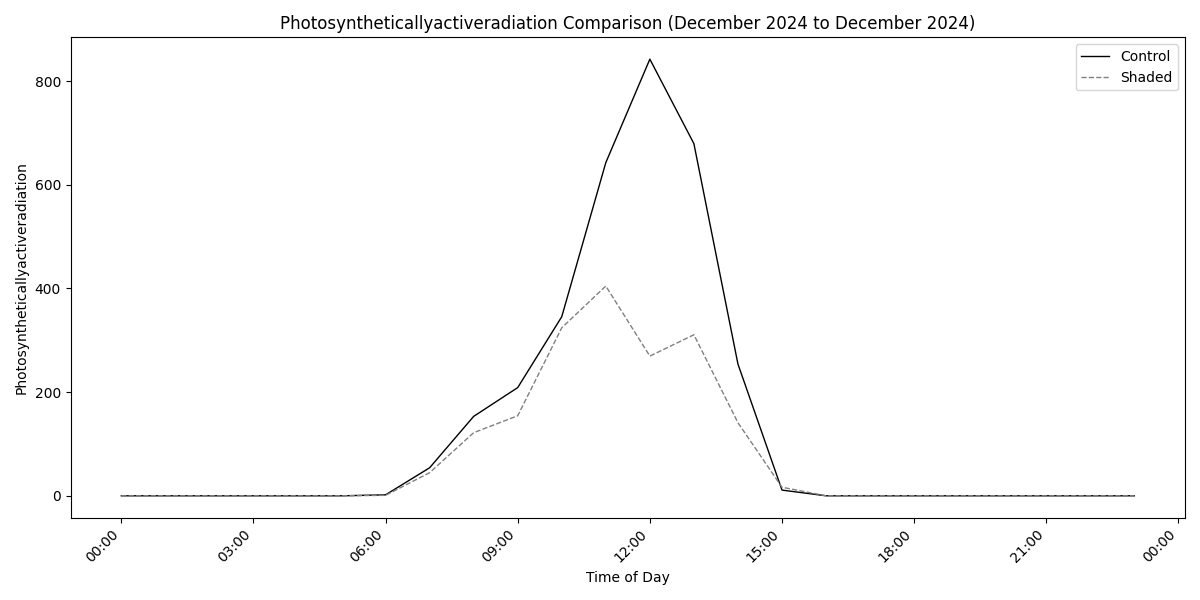 Photosyntheticallyactiveradiation Comparison (December 2024 to December 2024)
Control
Shaded
Photosyntheticallyactiveradiation
800
600
400
200
0
00:00
03:00
06:00
09:00
12:00
15:00
18:00
21:00
00:00
Time of Day